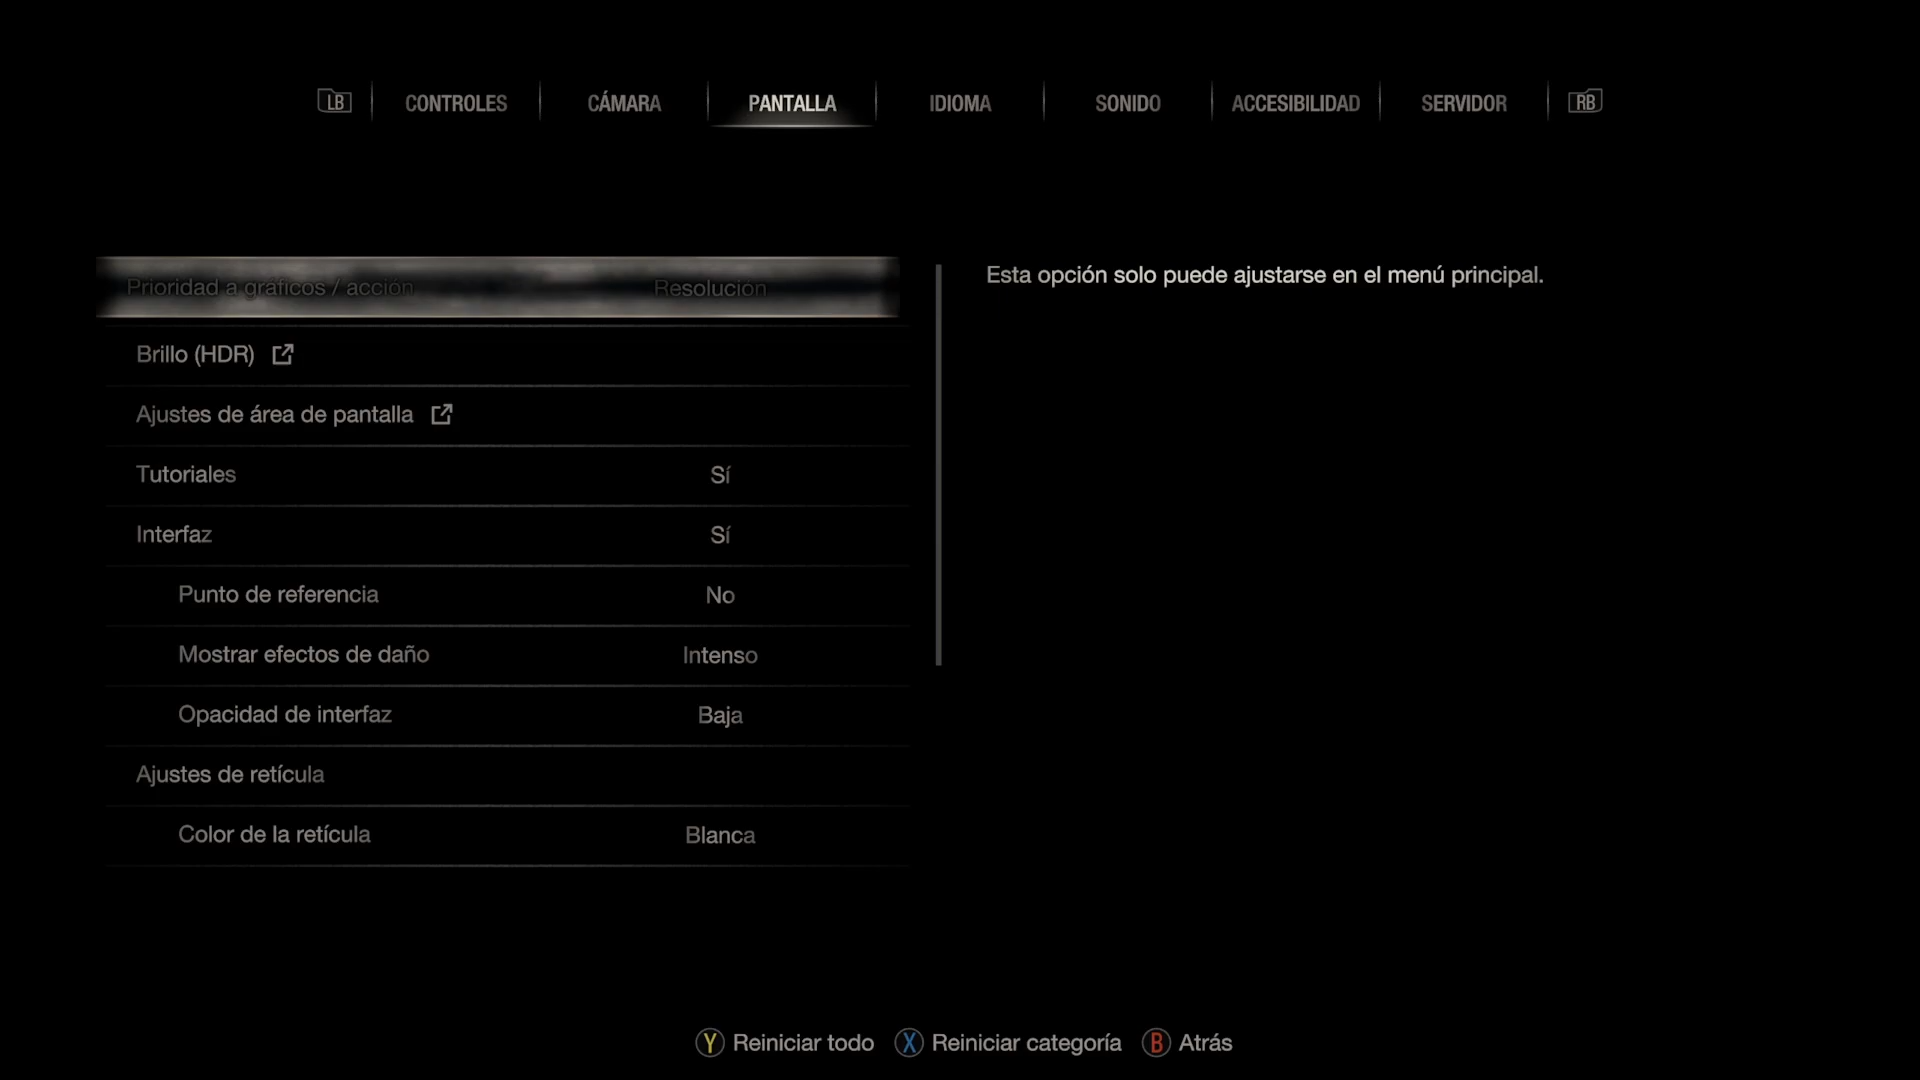 LB CONTROLES CÁMARA PANTALLA IDIOMA SONIDO ACCESIBILIDAD SERVIDOR RB
Prioridad a gráficos / acción Resolución
Esta opción solo puede ajustarse en el menú principal.
Brillo (HDR)
Ajustes de área de pantalla
Tutoriales Sí
Interfaz Sí
Punto de referencia No
Mostrar efectos de daño Intenso
Opacidad de interfaz Baja
Ajustes de retícula
Color de la retícula Blanca
Y Reiniciar todo X Reiniciar categoría B Atrás